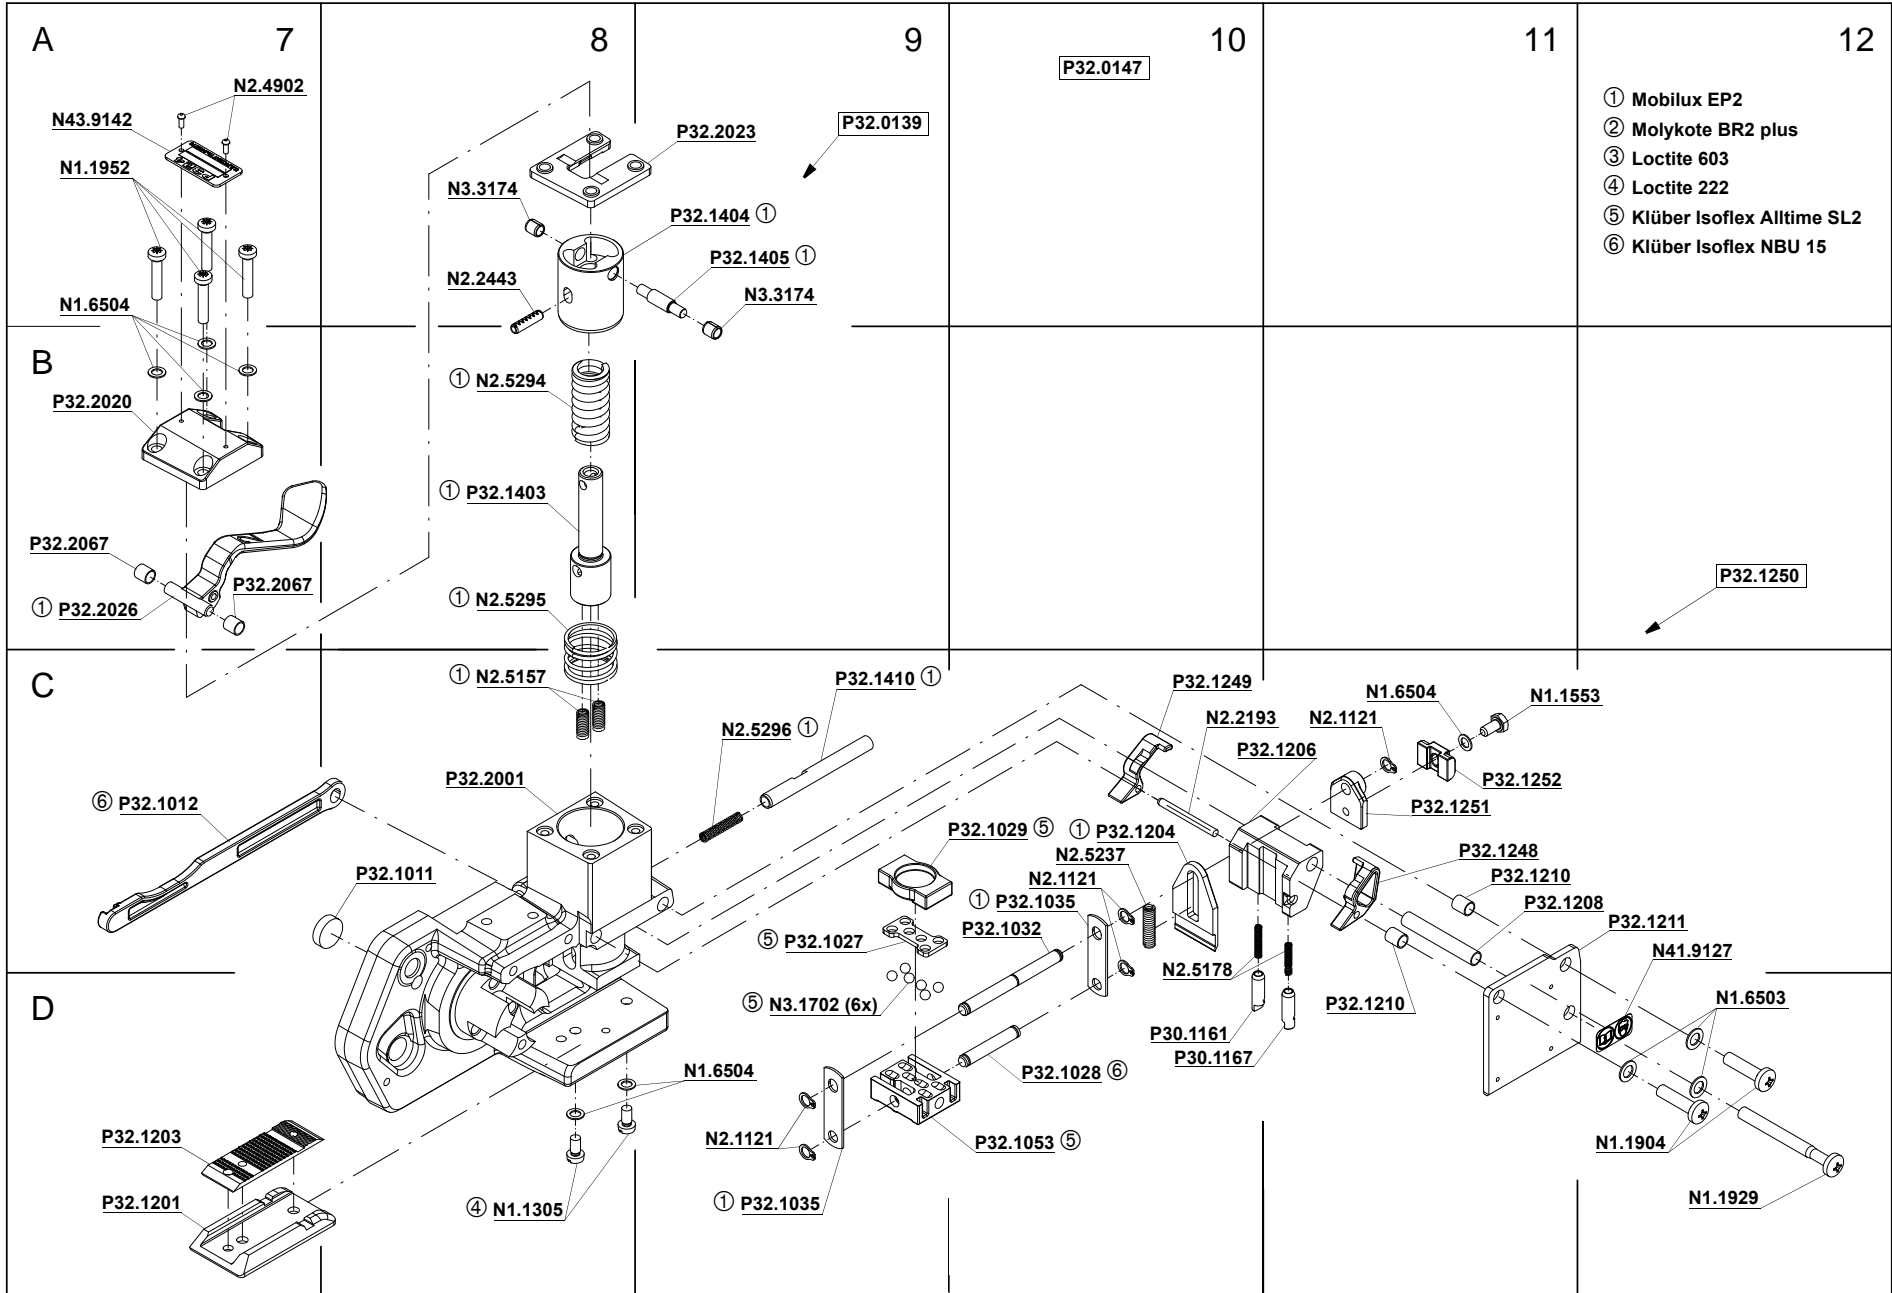 A
7
8
9
10
11
12
P32.0147
N2.4902
N43.9142
N1.1952
N1.6504
P32.2023
P32.0139
N3.3174
P32.1404 ①
P32.1405 ①
N2.2443
N3.3174
① Mobilux EP2
② Molykote BR2 plus
③ Loctite 603
④ Loctite 222
⑤ Klüber Isoflex Alltime SL2
⑥ Klüber Isoflex NBU 15
B
P32.2020
① N2.5294
① P32.1403
P32.2067
P32.2067
① P32.2026
① N2.5295
P32.1250
C
① N2.5157
P32.1410 ①
N2.5296 ①
P32.2001
⑥ P32.1012
P32.1011
P32.1249
N2.2193
P32.1206
N1.6504
N2.1121
N1.1553
P32.1252
P32.1251
P32.1029 ⑤
① P32.1204
N2.5237
N2.1121
① P32.1035
P32.1032
⑤ P32.1027
P32.1248
P32.1210
P32.1208
P32.1211
N41.9127
N2.5178
P32.1210
D
⑤ N3.1702 (6x)
N1.6503
P30.1161
P30.1167
N1.6504
P32.1028 ⑥
P32.1203
N2.1121
P32.1053 ⑤
N1.1904
P32.1201
④ N1.1305
① P32.1035
N1.1929